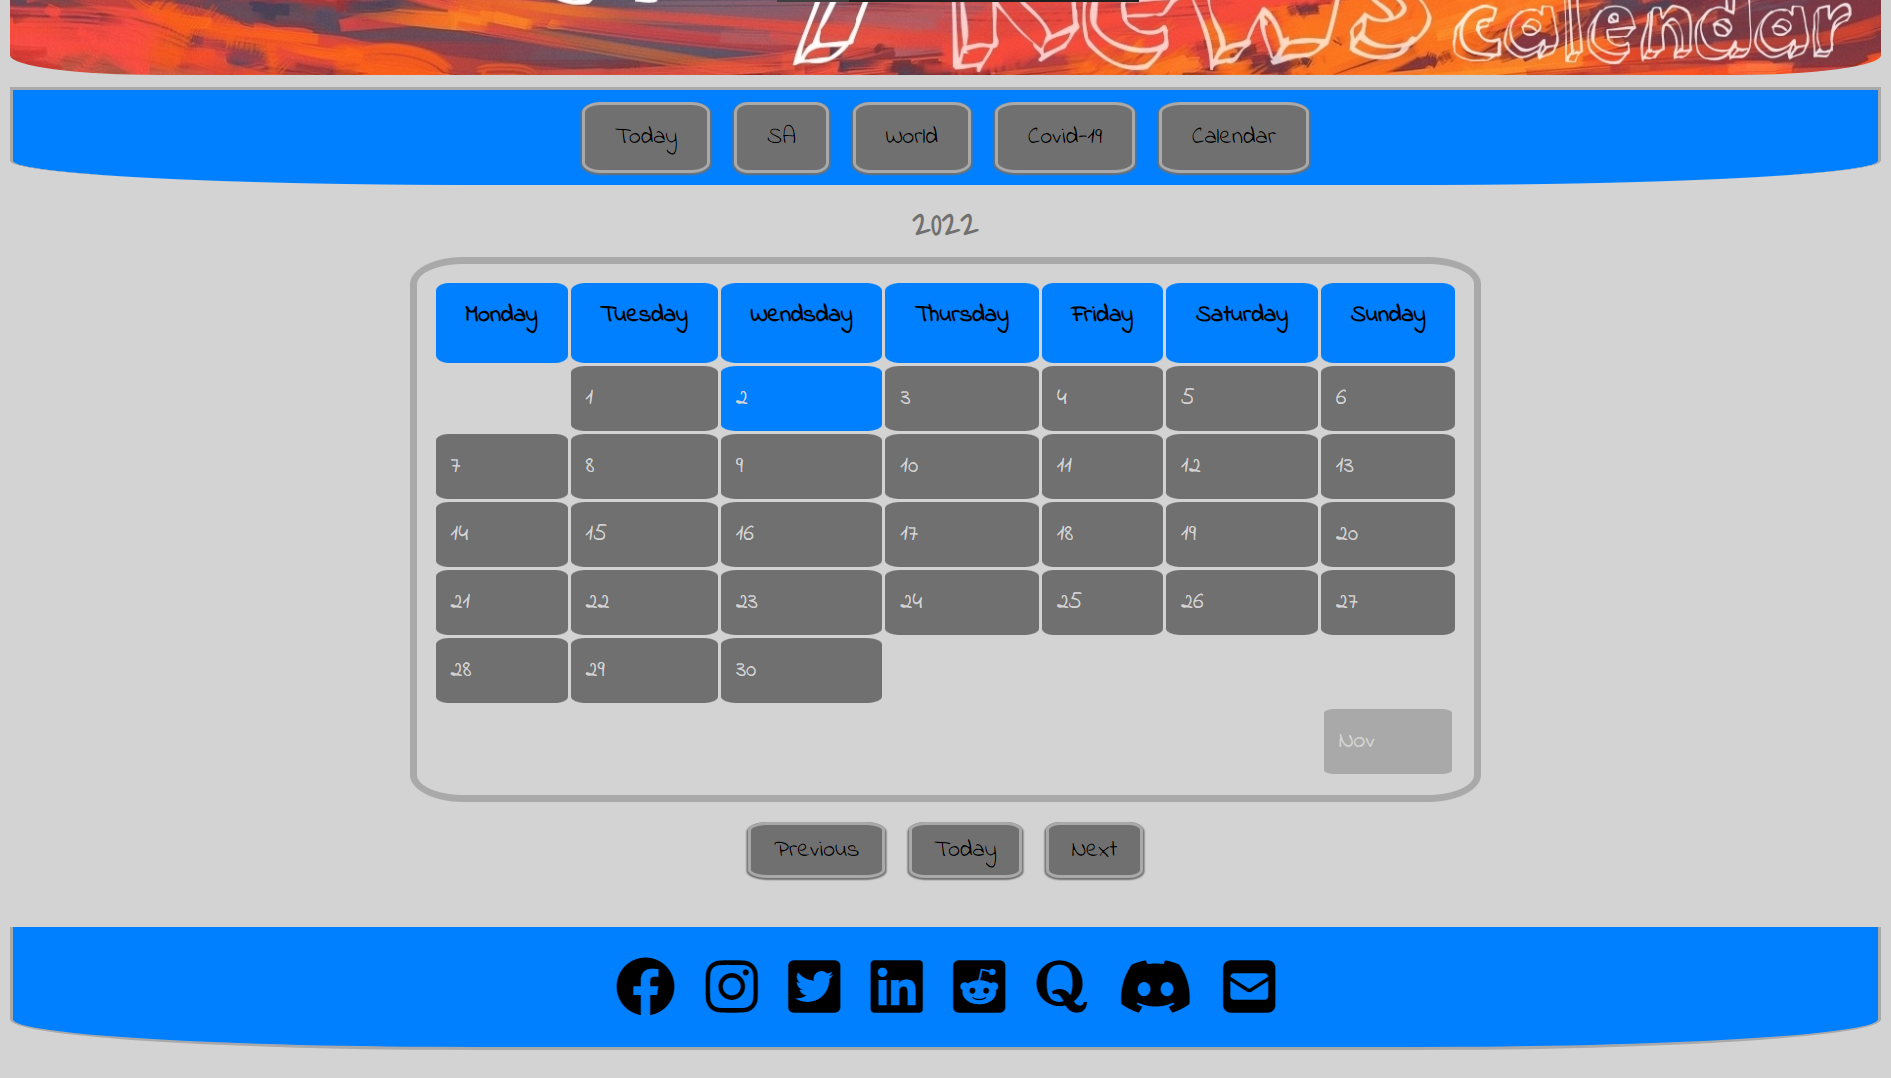 News calendar
Today SA World Covid-19 Calendar
2022
Monday Tuesday Wendsday Thursday Friday Saturday Sunday
1 2 3 4 5 6
7 8 9 10 11 12 13
14 15 16 17 18 19 20
21 22 23 24 25 26 27
28 29 30
Nov
Previous Today Next